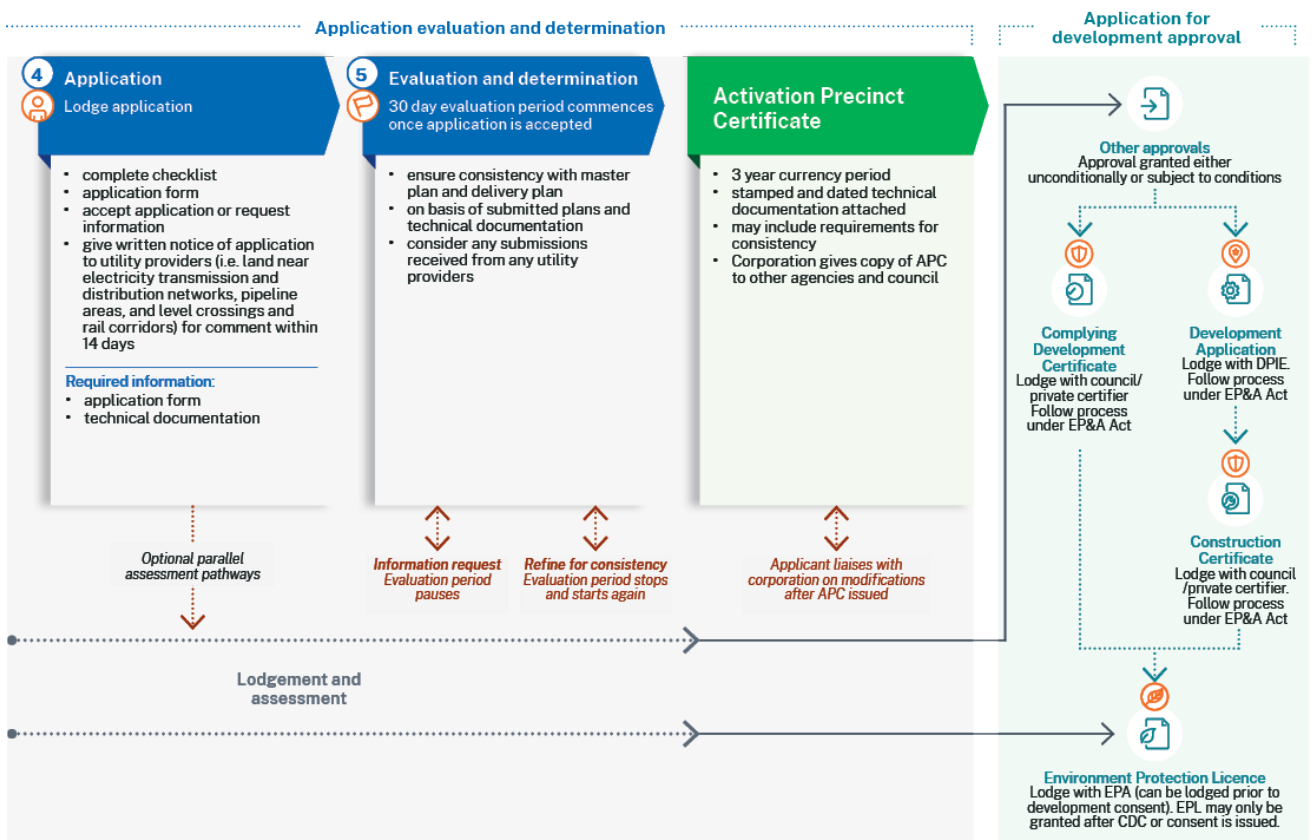 Application evaluation and determination
Application for
development approval
4
Application
Lodge application
5
Evaluation and determination
30 day evaluation period commences
once application is accepted
Activation Precinct
Certificate
• complete checklist
• application form
• accept application or request
information
• give written notice of application
to utility providers (i.e. land near
electricity transmission and
distribution networks, pipeline
areas, and level crossings and
rail corridors) for comment within
14 days
Required information:
• application form
• technical documentation
• ensure consistency with master
plan and delivery plan
• on basis of submitted plans and
technical documentation
• consider any submissions
received from any utility
providers
• 3 year currency period
• stamped and dated technical
documentation attached
• may include requirements for
consistency
• Corporation gives copy of APC
to other agencies and council
Optional parallel
assessment pathways
Information request
Evaluation period
pauses
Refine for consistency
Evaluation period stops
and starts again
Applicant liaises with
corporation on modifications
after APC issued
Lodgement and
assessment
Other approvals
Approval granted either
unconditionally or subject to conditions
Complying
Development
Certificate
Lodge with council/
private certifier
Follow process
under EP&A Act
Development
Application
Lodge with DPIE.
Follow process
under EP&A Act
Construction
Certificate
Lodge with council
/private certifier.
Follow process
under EP&A Act
Environment Protection Licence
Lodge with EPA (can be lodged prior to
development consent). EPL may only be
granted after CDC or consent is issued.